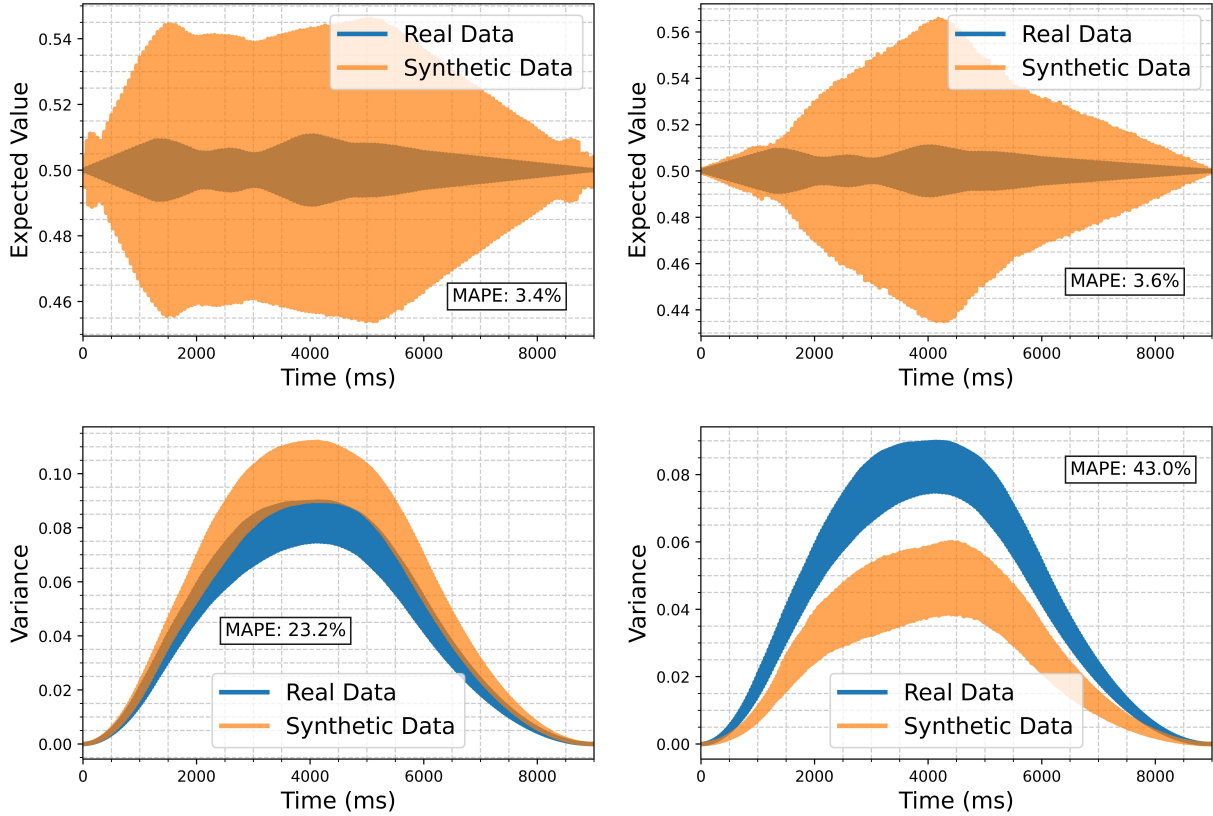 0.54
0.52
0.50
0.48
0.46
Expected Value
Real Data
Synthetic Data
MAPE: 3.4%
0 2000 4000 6000 8000
Time (ms)
0.56
0.54
0.52
0.50
0.48
0.46
0.44
Expected Value
Real Data
Synthetic Data
MAPE: 3.6%
0 2000 4000 6000 8000
Time (ms)
0.10
0.08
0.06
0.04
0.02
0.00
Variance
MAPE: 23.2%
Real Data
Synthetic Data
0 2000 4000 6000 8000
Time (ms)
0.08
0.06
0.04
0.02
0.00
Variance
MAPE: 43.0%
Real Data
Synthetic Data
0 2000 4000 6000 8000
Time (ms)